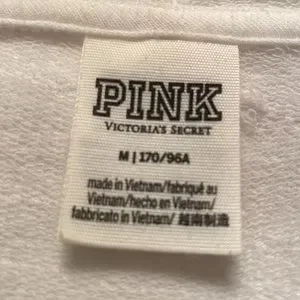 PINK
VICTORIA'S SECRET
M | 170/96A
made in Vietnam/fabriqué au
Vietnam/hecho en Vietnam/
fabbricato in Vietnam/ 越南制造